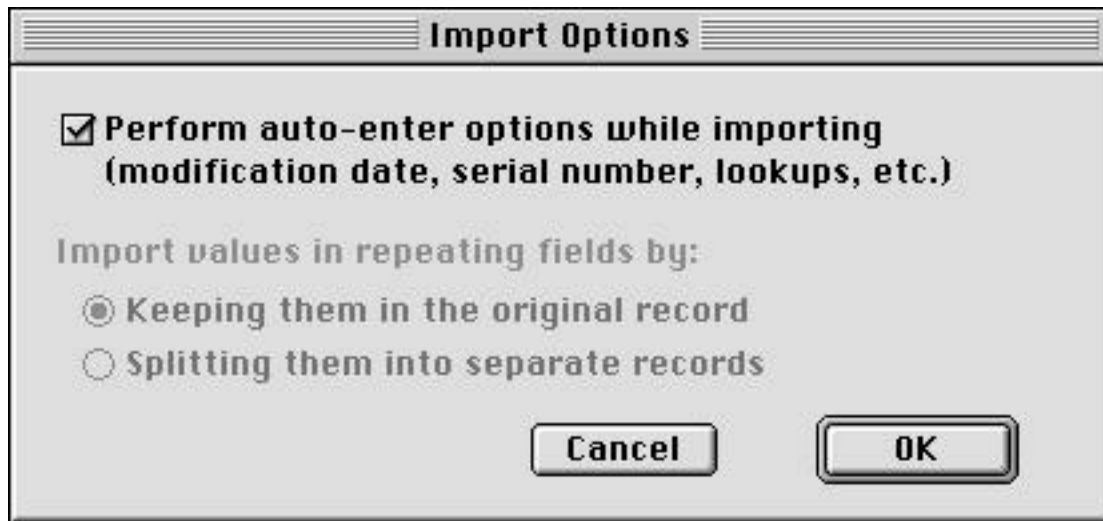 Import Options
Perform auto-enter options while importing
(modification date, serial number, lookups, etc.)
Import values in repeating fields by:
Keeping them in the original record
Splitting them into separate records
Cancel
OK